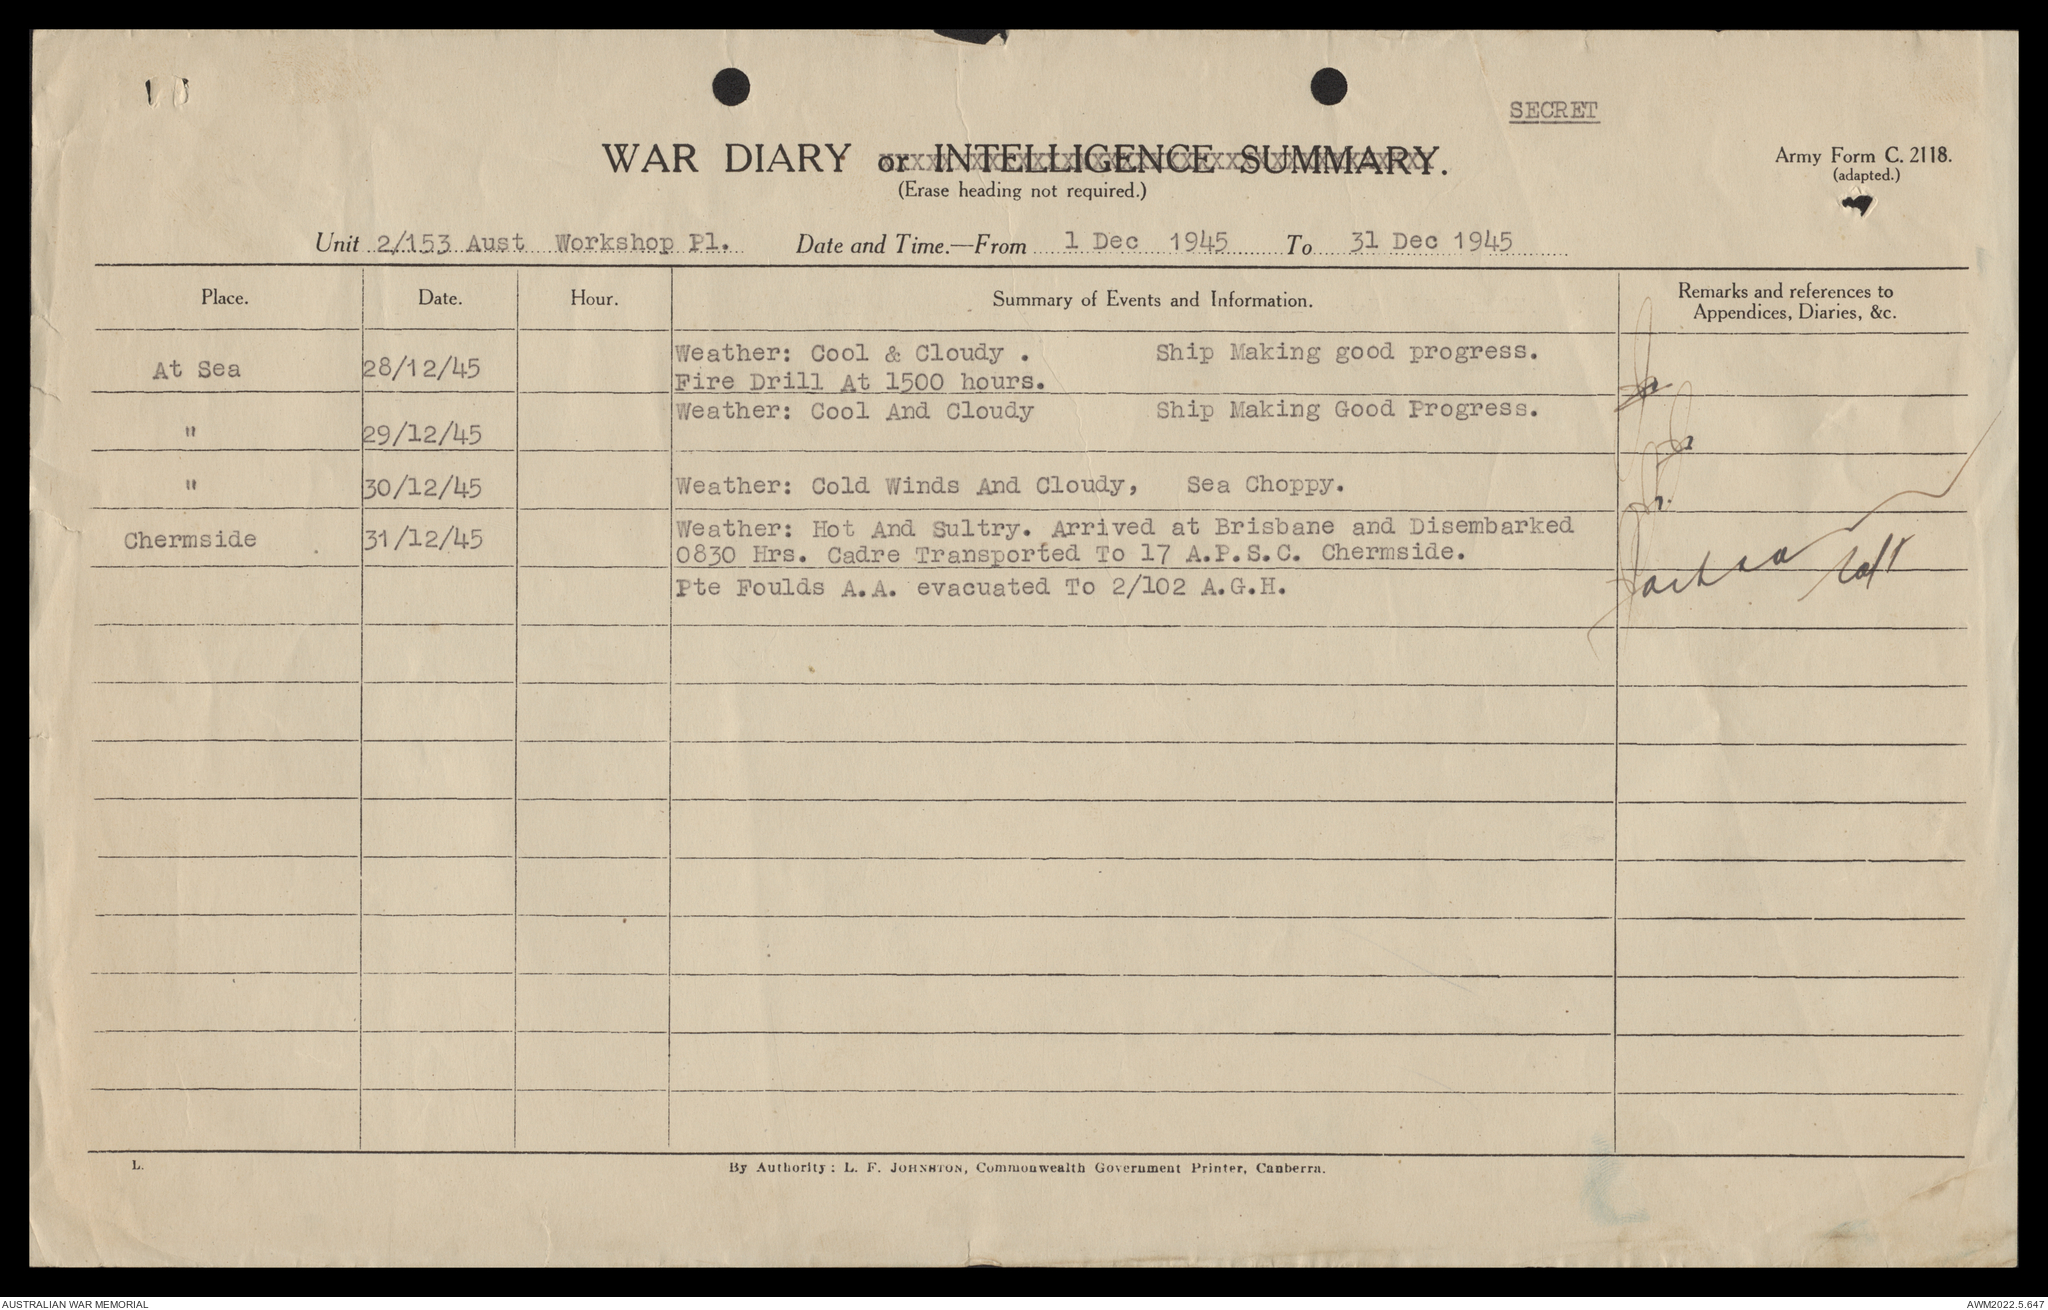 SECRET
WAR DIARY or INTELLIGENCE SUMMARY.
(Erase heading not required.)
Army Form C. 2118.
(adapted.)
Unit 2/153 Aust Workshop Pl. Date and Time.—From 1 Dec 1945 To 31 Dec 1945
Place. Date. Hour. Summary of Events and Information. Remarks and references to
Appendices, Diaries, &c.
At Sea 28/12/45 Weather: Cool & Cloudy . Ship Making good progress.
Fire Drill At 1500 hours.
" 29/12/45 Weather: Cool And Cloudy Ship Making Good Progress.
" 30/12/45 Weather: Cold Winds And Cloudy, Sea Choppy.
Chermside 31/12/45 Weather: Hot And Sultry. Arrived at Brisbane and Disembarked
0830 Hrs. Cadre Transported To 17 A.P.S.C. Chermside.
Pte Foulds A.A. evacuated To 2/102 A.G.H.
L.
By Authority: L. F. JOHNSTON, Commonwealth Government Printer, Canberra.
AUSTRALIAN WAR MEMORIAL
AWM2022.5.647